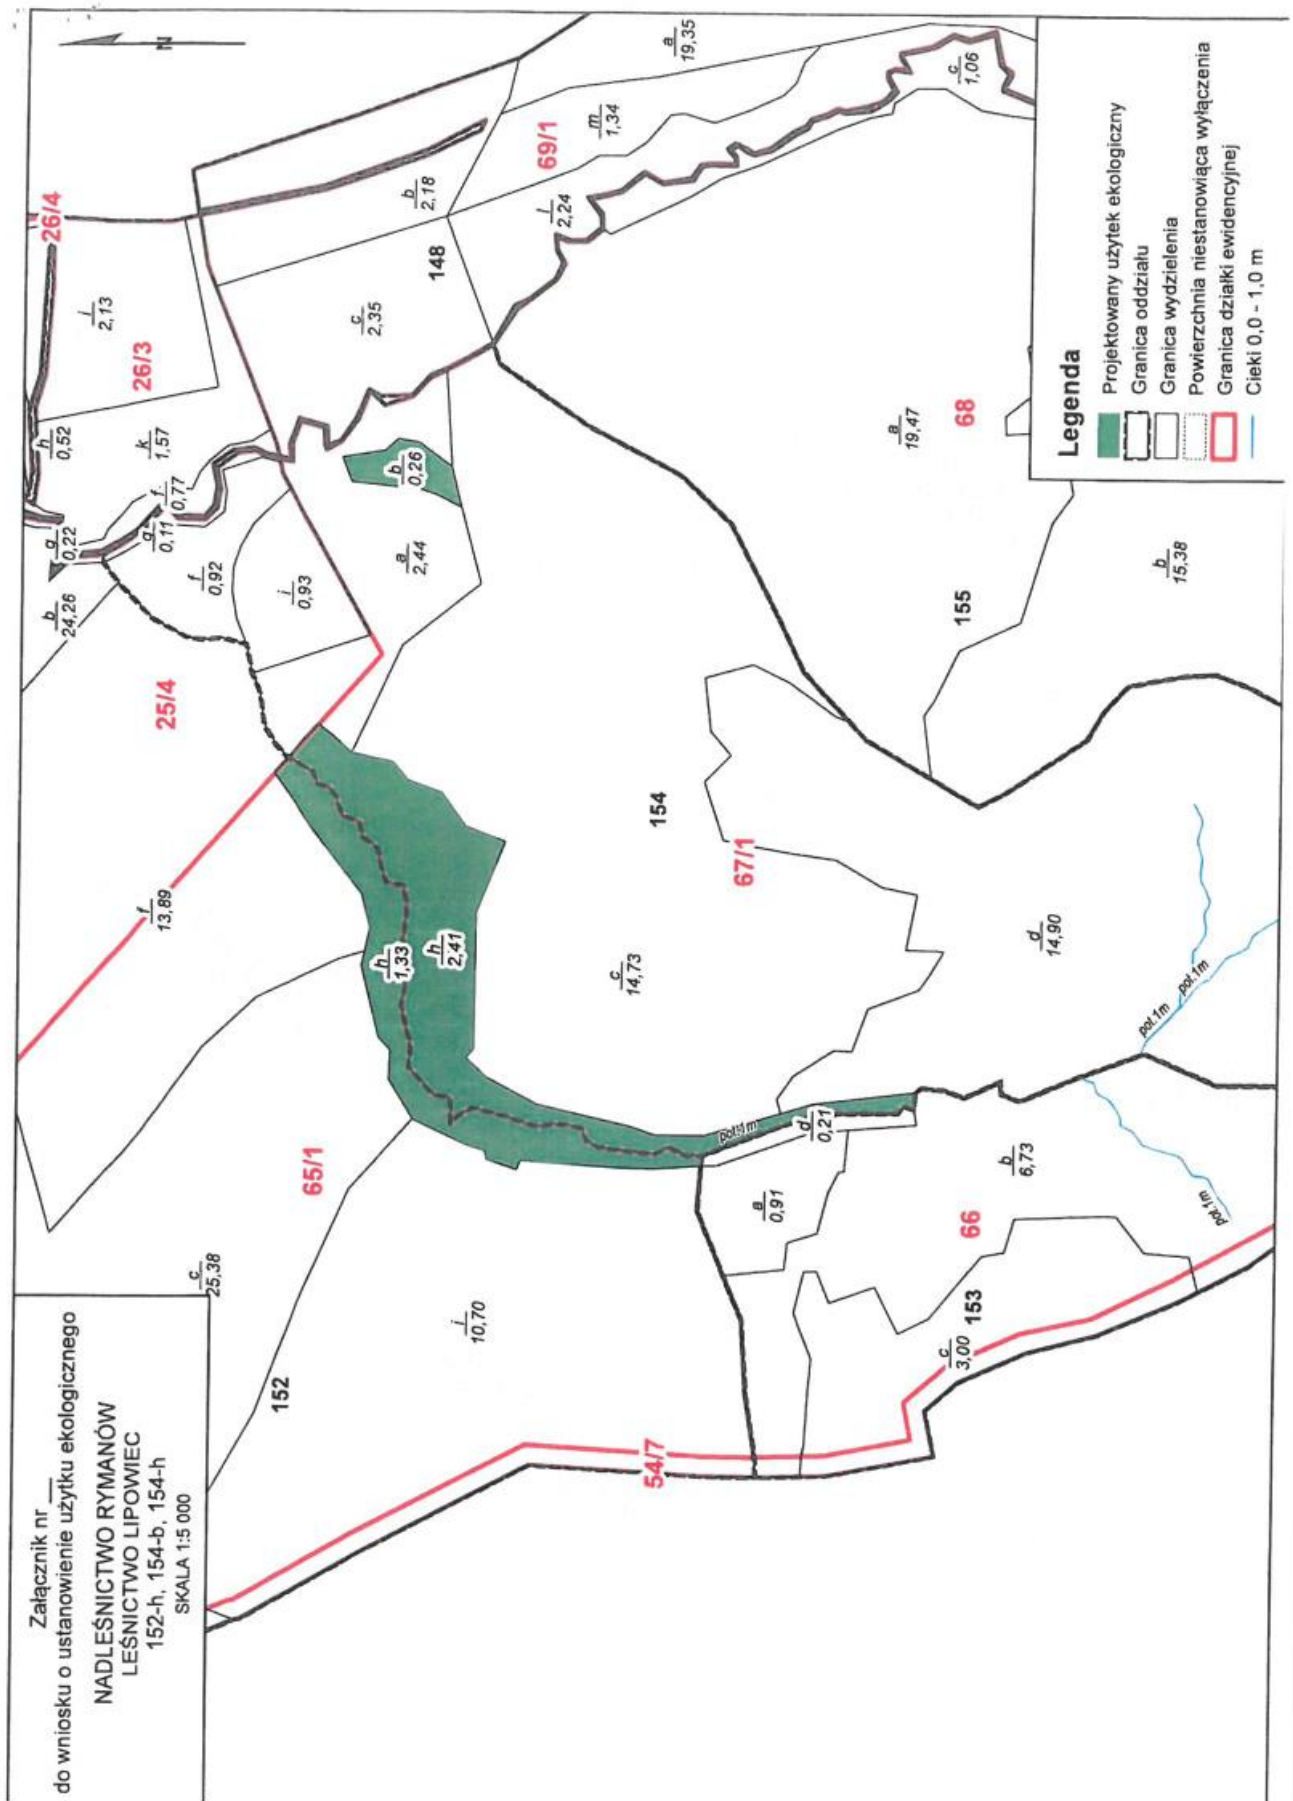 Załącznik nr __
do wniosku o ustanowienie użytku ekologicznego
NADLEŚNICTWO RYMANÓW
LEŚNICTWO LIPOWIEC
152-h, 154-b, 154-h
SKALA 1:5 000
N
26/4
a
19,35
i
2,13
26/3
h
0,52
k
1,57
f
0,77
g
0,22
g
0,11
b
24,26
f
0,92
i
0,93
25/4
f
13,89
b
2,18
69/1
m
1,34
c
1,06
l
2,24
148
c
2,35
b
0,26
a
2,44
a
19,47
68
155
b
15,38
154
67/1
h
1,33
h
2,41
c
14,73
d
14,90
pot.1m
pot.1m
65/1
pot.1m
d
0,21
a
0,91
b
6,73
66
pot.1m
c
25,38
i
10,70
152
54/7
c
3,00
153
Legenda
Projektowany użytek ekologiczny
Granica oddziału
Granica wydzielenia
Powierzchnia niestanowiąca wyłączenia
Granica działki ewidencyjnej
Cieki 0,0 - 1,0 m